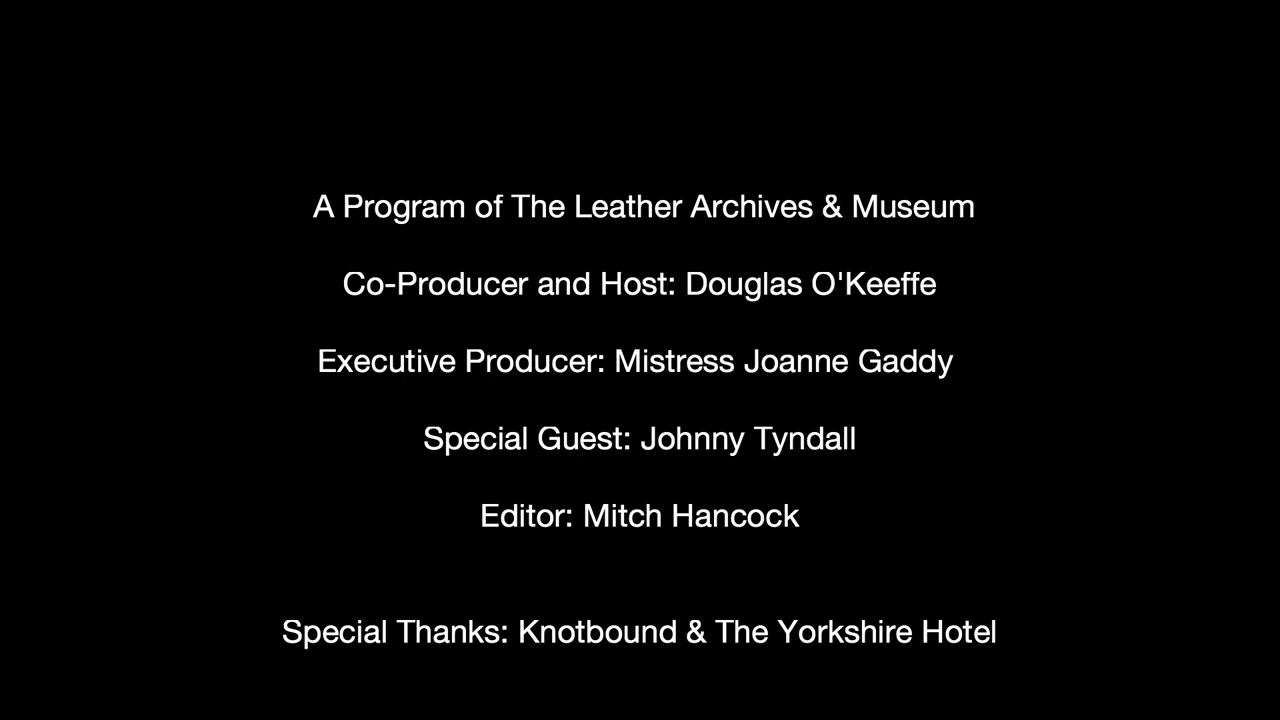 A Program of The Leather Archives & Museum
Co-Producer and Host: Douglas O'Keeffe
Executive Producer: Mistress Joanne Gaddy
Special Guest: Johnny Tyndall
Editor: Mitch Hancock
Special Thanks: Knotbound & The Yorkshire Hotel